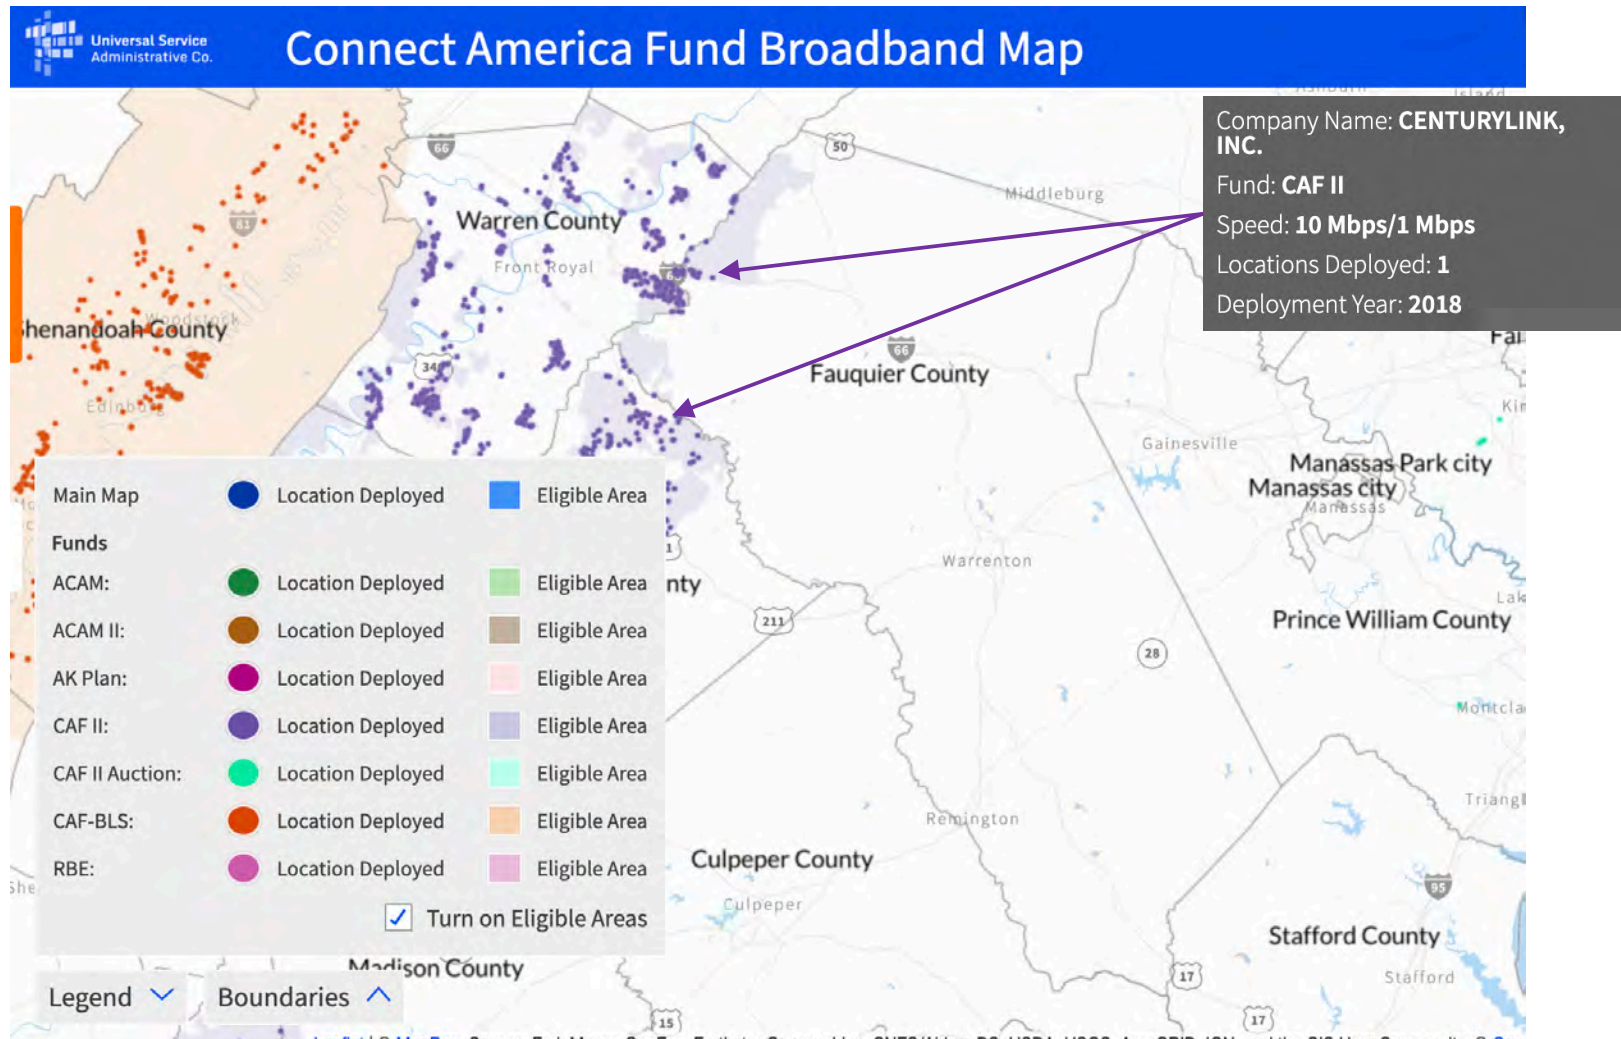 Universal Service
Administrative Co.
Connect America Fund Broadband Map
Company Name: CENTURYLINK,
INC.
Fund: CAF II
Speed: 10 Mbps/1 Mbps
Locations Deployed: 1
Deployment Year: 2018
66
50
Middleburg
81
Warren County
Front Royal
Woodstock
Shenandoah County
66
340
Fauquier County
Edinburg
Gainesville
Manassas Park city
Manassas city
Manassas
Warrenton
nty
211
Prince William County
28
Montcla
Triangl
Remington
Culpeper County
Culpeper
95
Stafford County
Stafford
17
17
15
Madison County
Main Map Location Deployed Eligible Area
Funds
ACAM: Location Deployed Eligible Area
ACAM II: Location Deployed Eligible Area
AK Plan: Location Deployed Eligible Area
CAF II: Location Deployed Eligible Area
CAF II Auction: Location Deployed Eligible Area
CAF-BLS: Location Deployed Eligible Area
RBE: Location Deployed Eligible Area
Turn on Eligible Areas
Legend
Boundaries